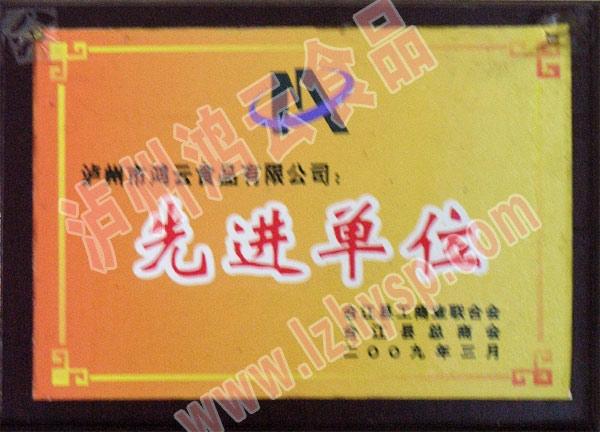 泸州市鸿云食品有限公司：
先进单位
合江县工商业联合会
合江县总商会
二00九年三月
泸州鸿云食品
www.lzhysp.com